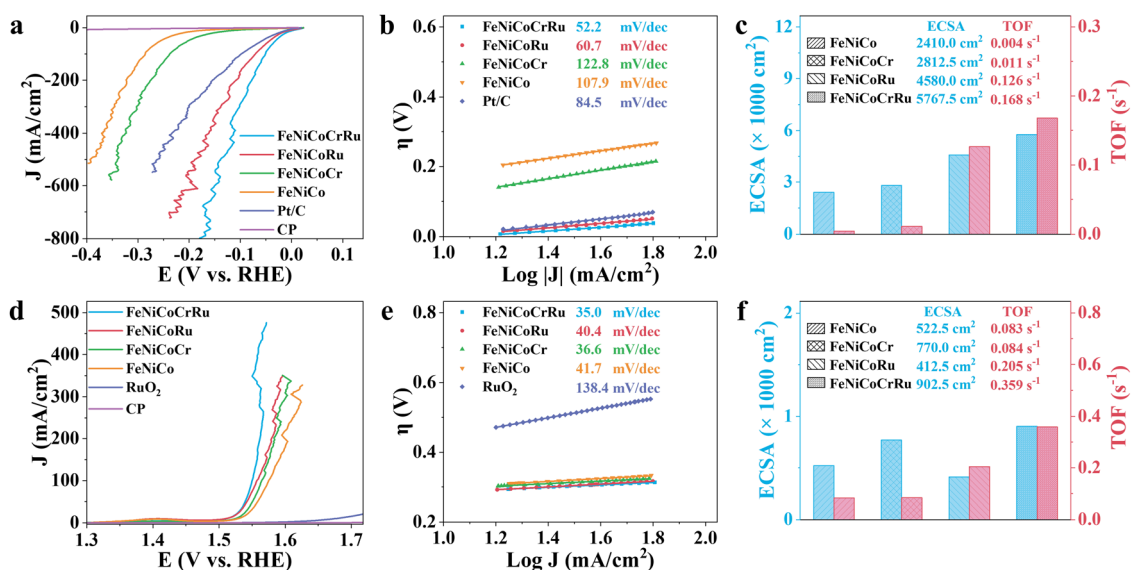 a
J (mA/cm²)
0
-200
-400
-600
-800
FeNiCoCrRu
FeNiCoRu
FeNiCoCr
FeNiCo
Pt/C
CP
-0.4 -0.3 -0.2 -0.1 0.0 0.1
E (V vs. RHE)
b
η (V)
0.6
0.4
0.2
0.0
FeNiCoCrRu 52.2 mV/dec
FeNiCoRu 60.7 mV/dec
FeNiCoCr 122.8 mV/dec
FeNiCo 107.9 mV/dec
Pt/C 84.5 mV/dec
1.0 1.2 1.4 1.6 1.8 2.0
Log |J| (mA/cm²)
c
ECSA (× 1000 cm²)
12
9
6
3
0
ECSA TOF
FeNiCo 2410.0 cm² 0.004 s⁻¹
FeNiCoCr 2812.5 cm² 0.011 s⁻¹
FeNiCoRu 4580.0 cm² 0.126 s⁻¹
FeNiCoCrRu 5767.5 cm² 0.168 s⁻¹
0.3
0.2
0.1
0.0
TOF (s⁻¹)
d
J (mA/cm²)
500
400
300
200
100
0
FeNiCoCrRu
FeNiCoRu
FeNiCoCr
FeNiCo
RuO₂
CP
1.3 1.4 1.5 1.6 1.7
E (V vs. RHE)
e
η (V)
0.8
0.6
0.4
0.2
FeNiCoCrRu 35.0 mV/dec
FeNiCoRu 40.4 mV/dec
FeNiCoCr 36.6 mV/dec
FeNiCo 41.7 mV/dec
RuO₂ 138.4 mV/dec
1.0 1.2 1.4 1.6 1.8 2.0
Log J (mA/cm²)
f
ECSA (× 1000 cm²)
2
1
0
ECSA TOF
FeNiCo 522.5 cm² 0.083 s⁻¹
FeNiCoCr 770.0 cm² 0.084 s⁻¹
FeNiCoRu 412.5 cm² 0.205 s⁻¹
FeNiCoCrRu 902.5 cm² 0.359 s⁻¹
0.8
0.6
0.4
0.2
0.0
TOF (s⁻¹)